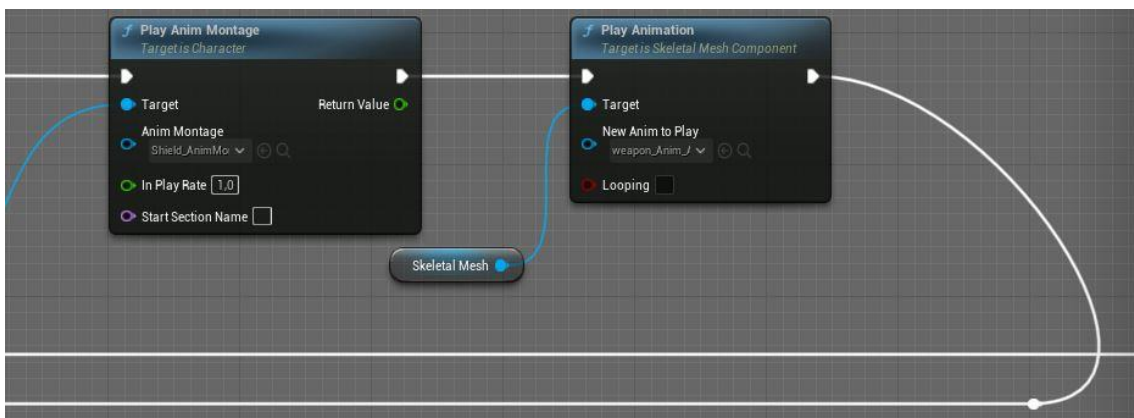 Play Anim Montage
Target is Character
Target
Return Value
Anim Montage
Shield_AnimMo
In Play Rate 1,0
Start Section Name
Play Animation
Target is Skeletal Mesh Component
Target
New Anim to Play
weapon_Anim_
Looping
Skeletal Mesh